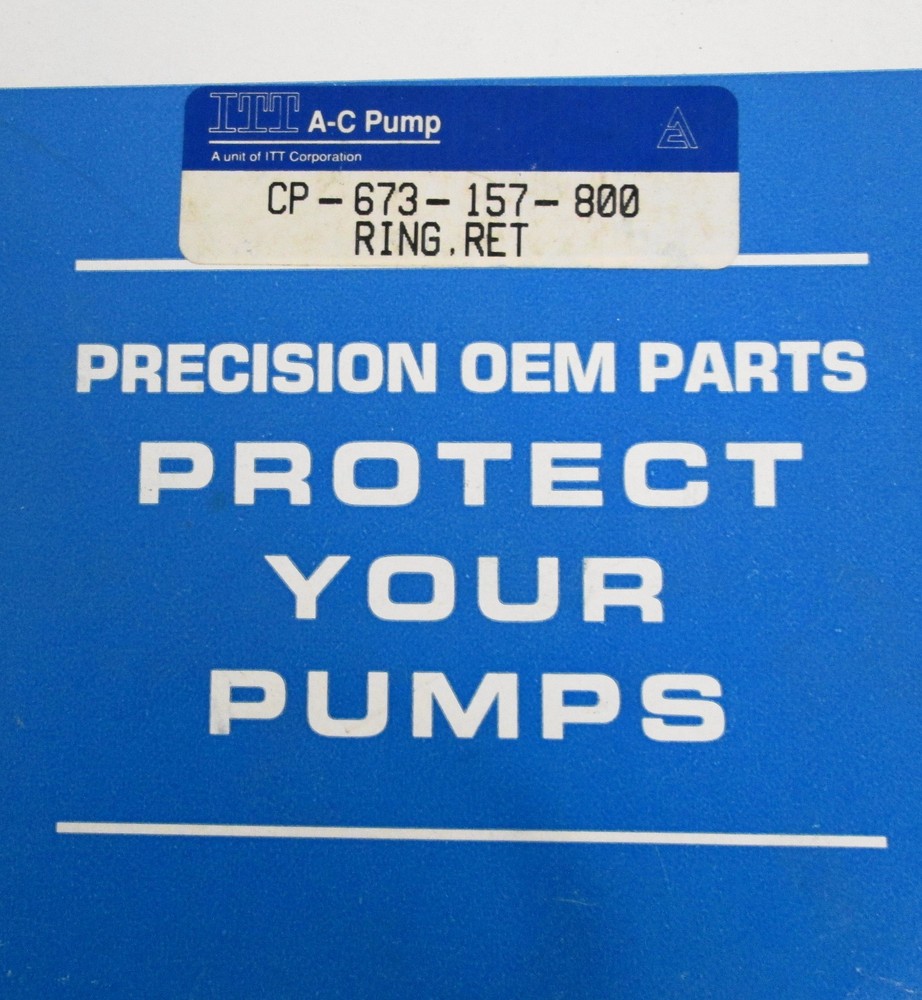 ITT A-C Pump
A unit of ITT Corporation
CP-673-157-800
RING,RET
PRECISION OEM PARTS
PROTECT
YOUR
PUMPS